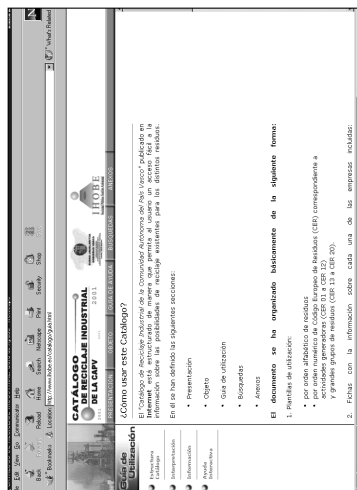 File Edit View Go Communicator Help
Back Reload Home Search Netscape Print Security Shop
Bookmarks Location http://www.ihobe.es/catalogo/guia.html What's Related
CATÁLOGO
DE RECICLAJE INDUSTRIAL
DE LA CAPV 2001
IHOBE
PRESENTACIÓN OBJETO GUIA DE AYUDA BUSQUEDAS ANEXOS
Guía de
Utilización
Estructura
Catálogo
Interpretación
Información
Ayuda
Interactiva
¿Cómo usar este Catálogo?
El "Catálogo de Reciclaje Industrial de la Comunidad Autónoma del País Vasco" publicado en
Internet está estructurado de manera que permita al usuario un acceso fácil a la
información sobre las posibilidades de reciclaje existentes para los distintos residuos.
En el se han definido las siguientes secciones:
• Presentación
• Objeto
• Guia de utilización
• Busquedas
• Anexos
El documento se ha organizado básicamente de la siguiente forma:
1. Plantillas de utilización:
• por orden alfabético de residuos
• por orden numérico de Código Europeo de Residuos (CER) correspondiente a
actividades generadoras (CER 01 a CER 12)
y grandes grupos de residuos (CER 13 a CER 20).
2. Fichas con la información sobre cada una de las empresas incluidas: